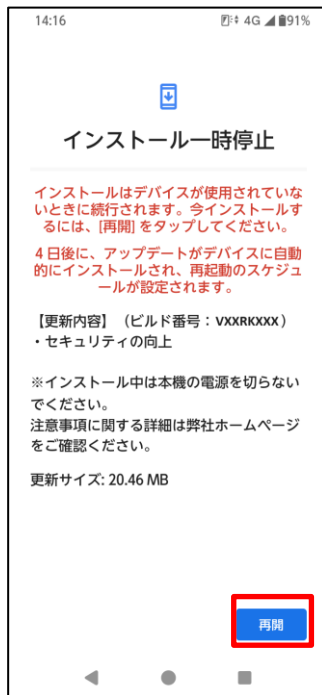 14:16 4G 91%
インストール一時停止
インストールはデバイスが使用されていな
いときに続行されます。今インストールす
るには、[再開] をタップしてください。
4 日後に、アップデートがデバイスに自動
的にインストールされ、再起動のスケジュ
ールが設定されます。
【更新内容】（ビルド番号：VXXRKXXX）
・セキュリティの向上
※インストール中は本機の電源を切らない
でください。
注意事項に関する詳細は弊社ホームページ
をご確認ください。
更新サイズ: 20.46 MB
再開